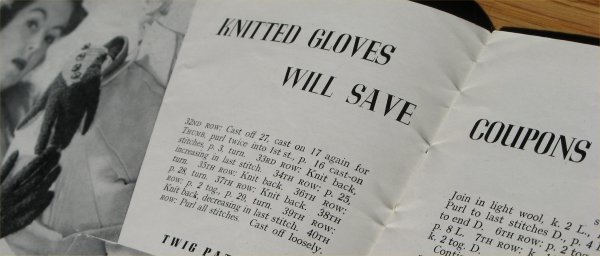 KNITTED GLOVES
WILL SAVE
COUPONS
32ND ROW: Cast off 27, cast on 17 again for
THUMB, purl twice into 1st st., p. 16 cast-on
stitches, p. 3. turn. 33RD ROW: Knit back,
increasing in last stitch. 34TH ROW: p. 25,
turn. 35TH ROW: Knit back. 36TH ROW:
p. 28, turn. 37TH ROW: Knit back. 38TH
ROW: p. 2 tog., p. 29, turn. 39TH ROW:
Knit back, decreasing in last stitch. 40TH
ROW: Purl all stitches. Cast off loosely.
TWIG
Join in light wool, k. 2 L.,
Purl to last stitches D., p. 4
to end D. 6TH ROW: p. 2
p. 8 L. 7TH ROW: k.
k. 2 tog. D.